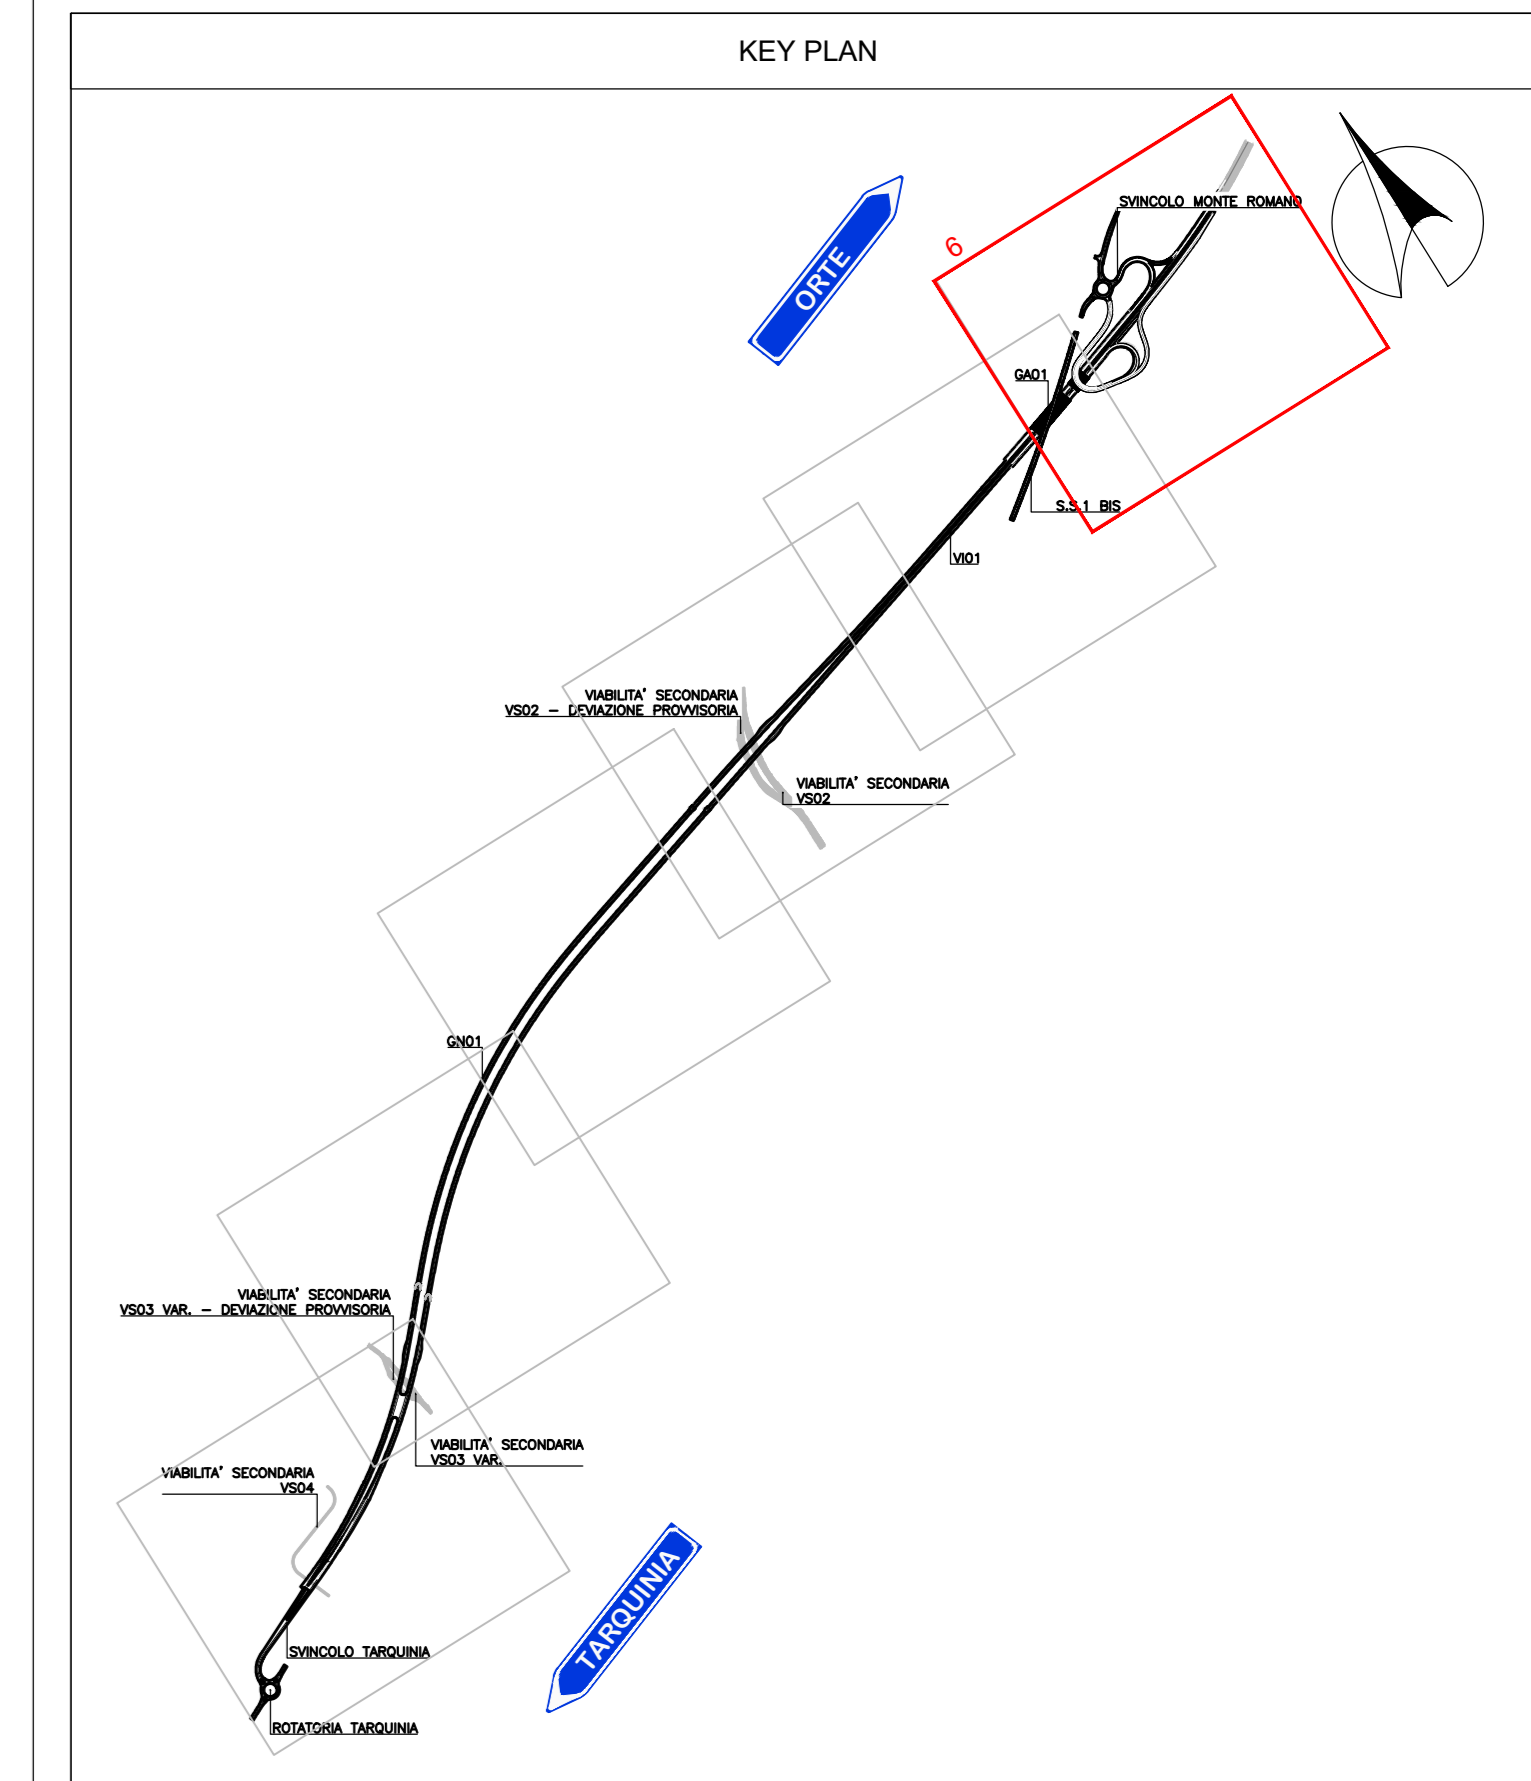 KEY PLAN
SVINCOLO MONTE ROMANO
6
ORTE
GA01
S.S.1 BIS
VI01
VIABILITA' SECONDARIA
VS02 - DEVIAZIONE PROVVISORIA
VIABILITA' SECONDARIA
VS02
GN01
VIABILITA' SECONDARIA
VS03 VAR. - DEVIAZIONE PROVVISORIA
VIABILITA' SECONDARIA
VS03 VAR.
VIABILITA' SECONDARIA
VS04
TARQUINIA
SVINCOLO TARQUINIA
ROTATORIA TARQUINIA